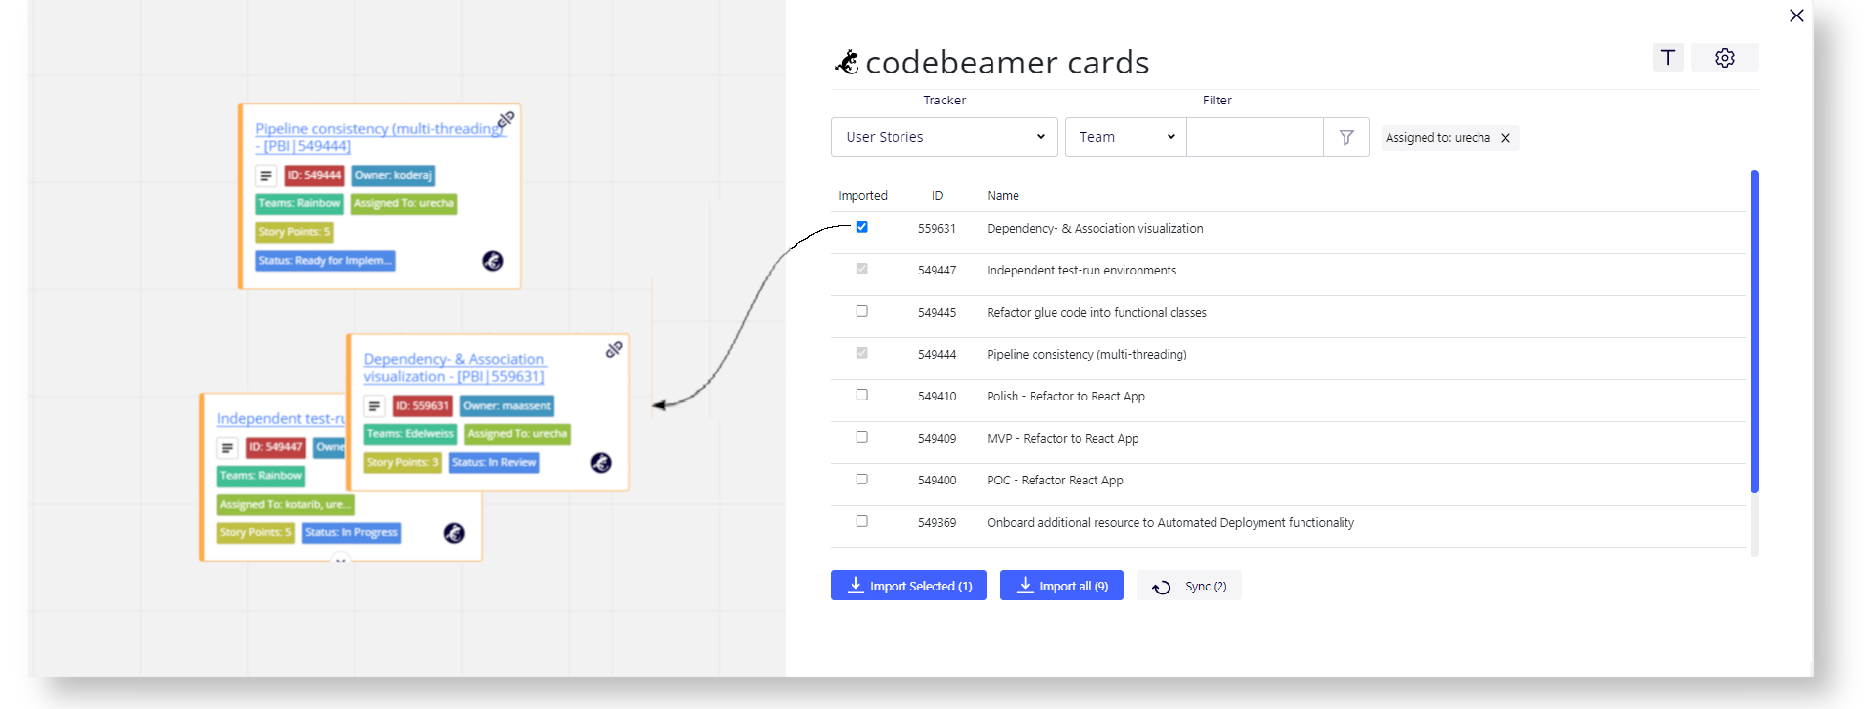 Pipeline consistency (multi-threading)
- [PBI|549444]
ID: 549444 Owner: koderaj
Teams: Rainbow Assigned To: urecha
Story Points: 5
Status: Ready for Implem...
Dependency- & Association
visualization - [PBI|559631]
ID: 559631 Owner: maassent
Teams: Edelweiss Assigned To: urecha
Story Points: 3 Status: In Review
Independent test-ru
ID: 549447 Owne
Teams: Rainbow
Assigned To: kotarib, ure...
Story Points: 5 Status: In Progress
codebeamer cards
T
Tracker Filter
User Stories Team Assigned to: urecha
Imported ID Name
559631 Dependency- & Association visualization
549447 Independent test-run environments
549445 Refactor glue code into functional classes
549444 Pipeline consistency (multi-threading)
549410 Polish - Refactor to React App
549409 MVP - Refactor to React App
549400 POC - Refactor React App
549369 Onboard additional resource to Automated Deployment functionality
Import Selected (1) Import all (9) Sync (2)